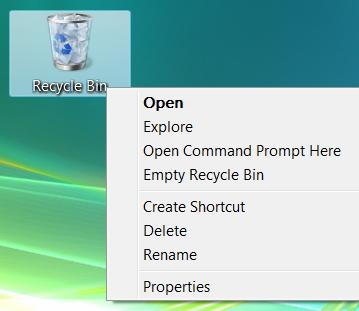 Recycle Bin
Open
Explore
Open Command Prompt Here
Empty Recycle Bin
Create Shortcut
Delete
Rename
Properties